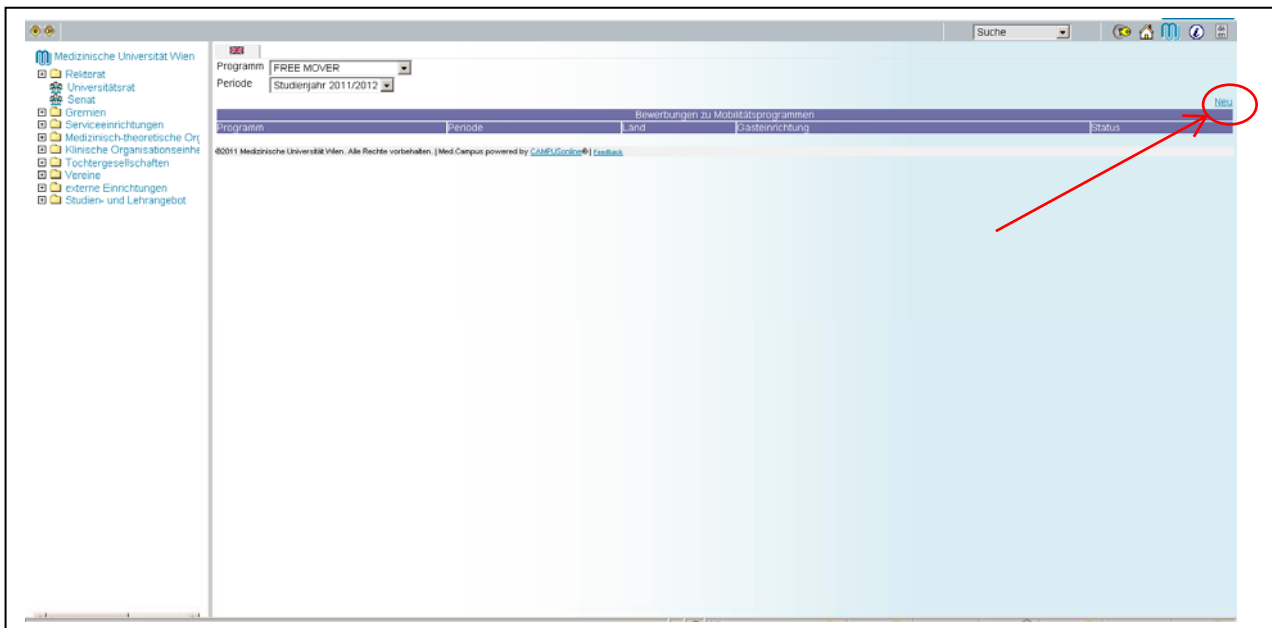 Suche
de
en
Medizinische Universität Wien
Rektorat
Universitätsrat
Senat
Gremien
Serviceeinrichtungen
Medizinisch-theoretische Org
Klinische Organisationseinhe
Tochtergesellschaften
Vereine
externe Einrichtungen
Studien- und Lehrangebot
Programm FREE MOVER
Periode Studienjahr 2011/2012
Neu
Bewerbungen zu Mobilitätsprogrammen
Programm Periode Land Gasteinrichtung Status
©2011 Medizinische Universität Wien. Alle Rechte vorbehalten. | Med.Campus powered by CAMPUSonline® | Feedback